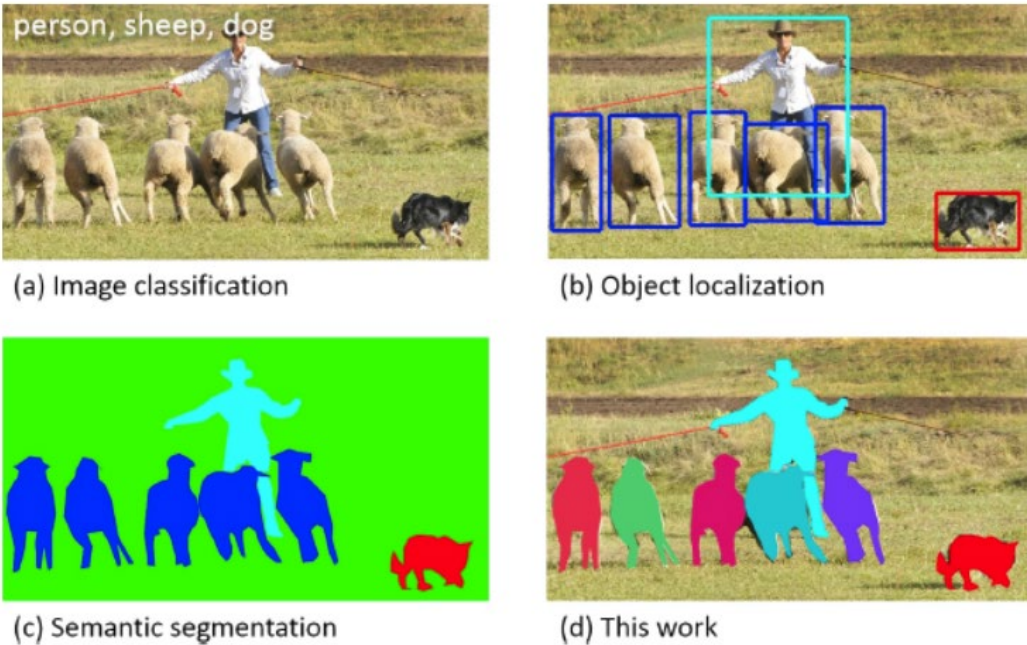 person, sheep, dog
(a) Image classification
(b) Object localization
(c) Semantic segmentation
(d) This work